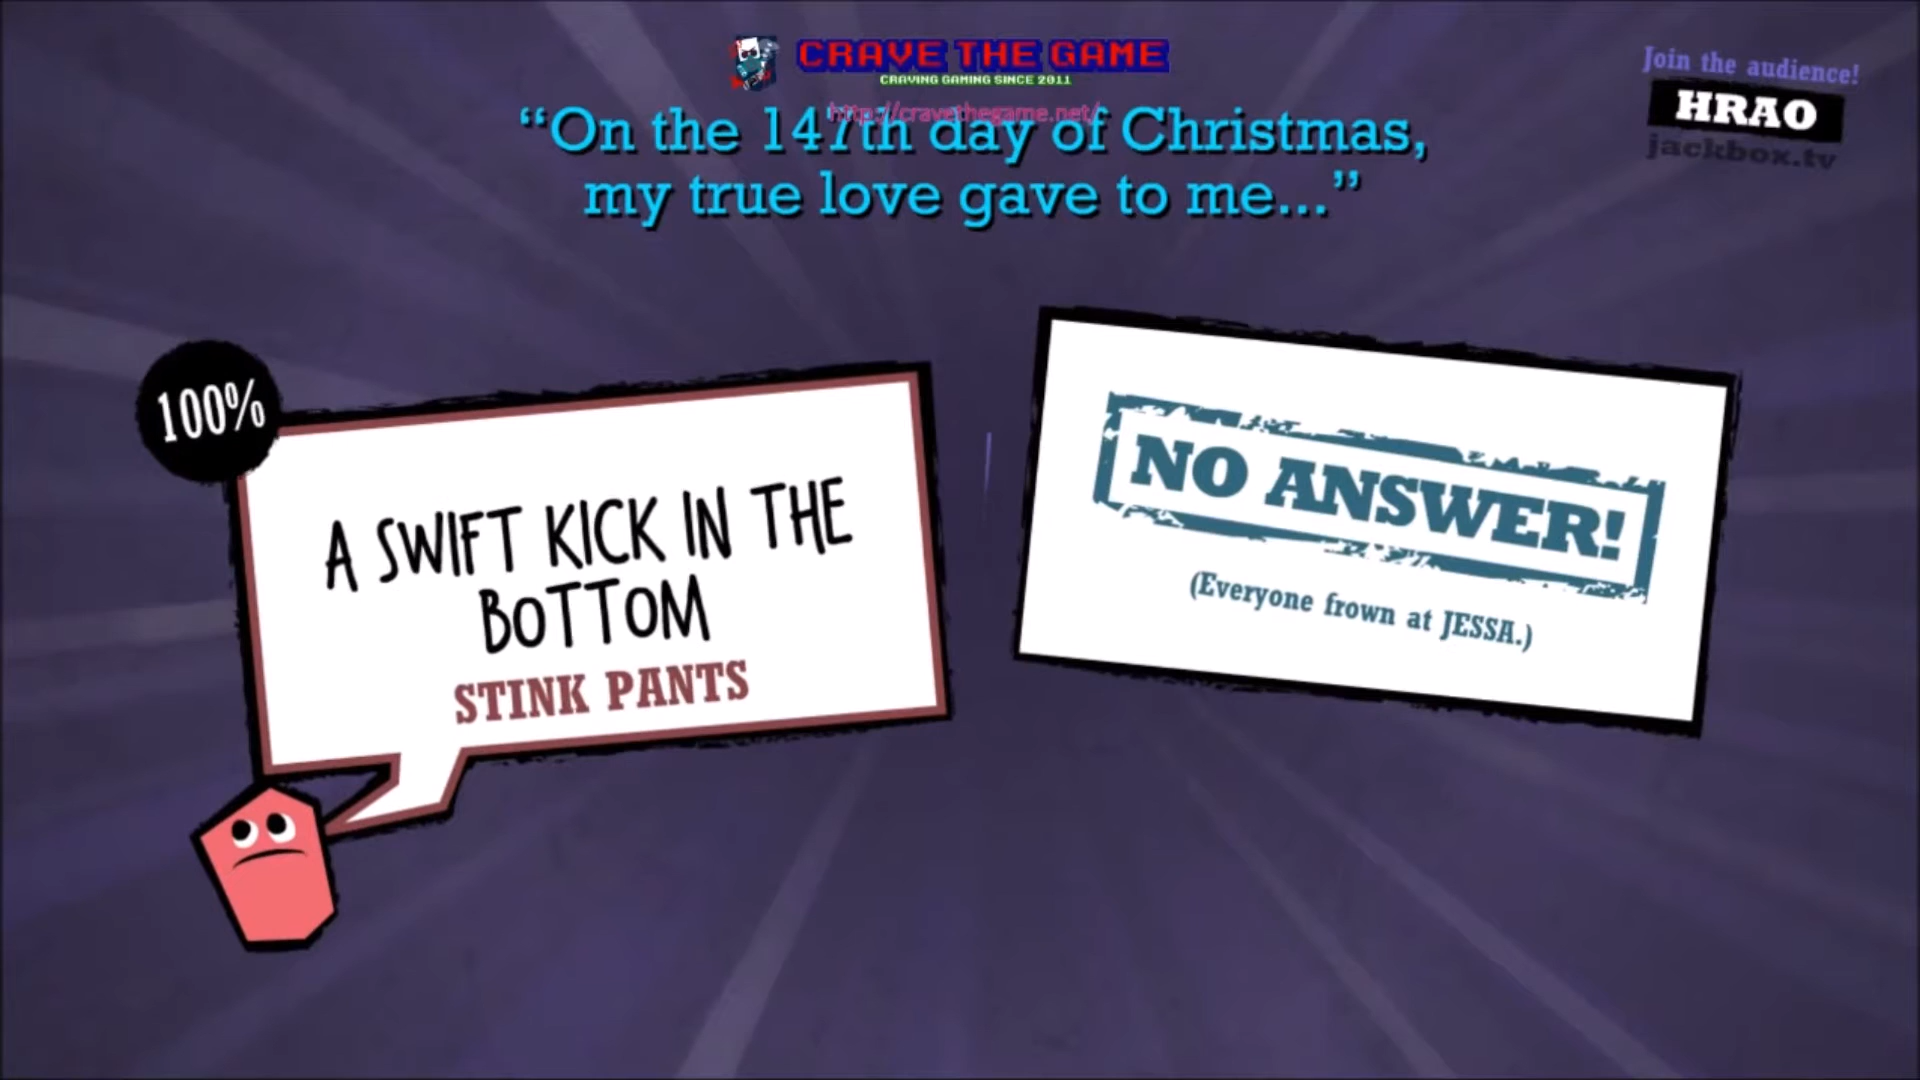 CRAVE THE GAME
CRAVING GAMING SINCE 2011
http://cravethegame.net/
“On the 147th day of Christmas,
my true love gave to me...”
Join the audience!
HRAO
jackbox.tv
100%
A SWIFT KICK IN THE
BOTTOM
STINK PANTS
NO ANSWER!
(Everyone frown at JESSA.)